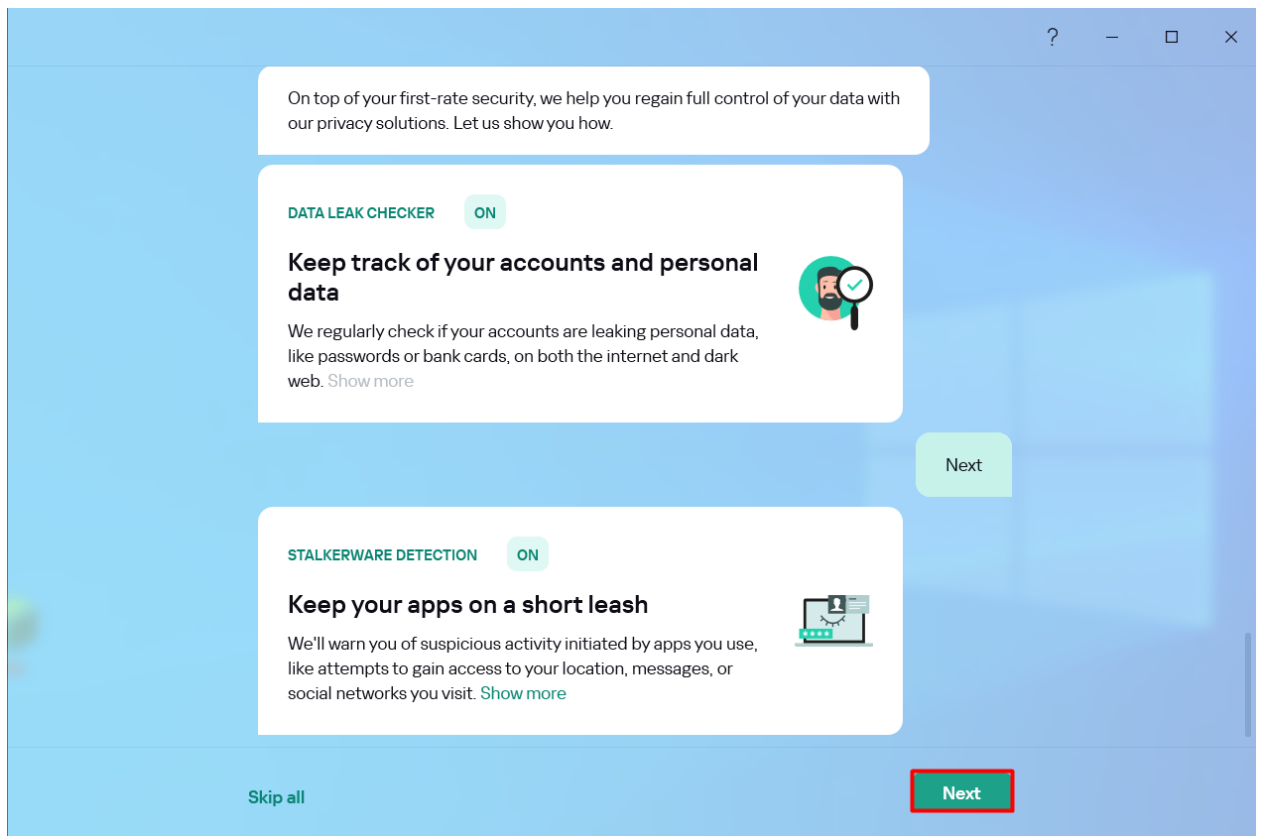 ?
On top of your first-rate security, we help you regain full control of your data with
our privacy solutions. Let us show you how.
DATA LEAK CHECKER ON
Keep track of your accounts and personal
data
We regularly check if your accounts are leaking personal data,
like passwords or bank cards, on both the internet and dark
web. Show more
Next
STALKERWARE DETECTION ON
Keep your apps on a short leash
We'll warn you of suspicious activity initiated by apps you use,
like attempts to gain access to your location, messages, or
social networks you visit. Show more
Skip all
Next